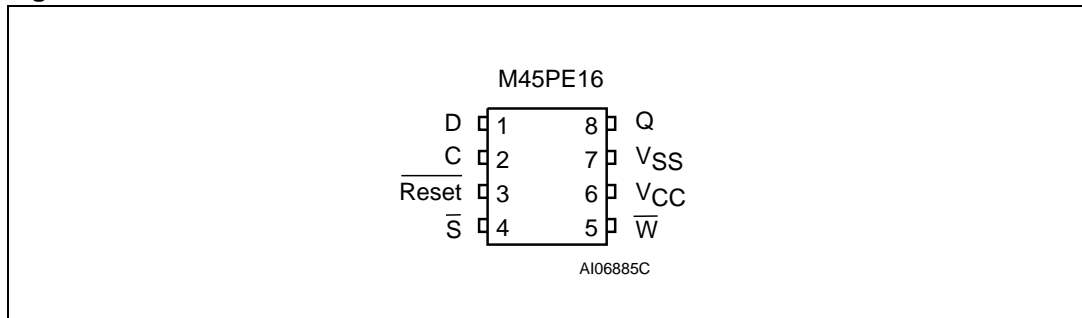 M45PE16
D 1 8 Q
C 2 7 VSS
Reset 3 6 VCC
S 4 5 W
AI06885C